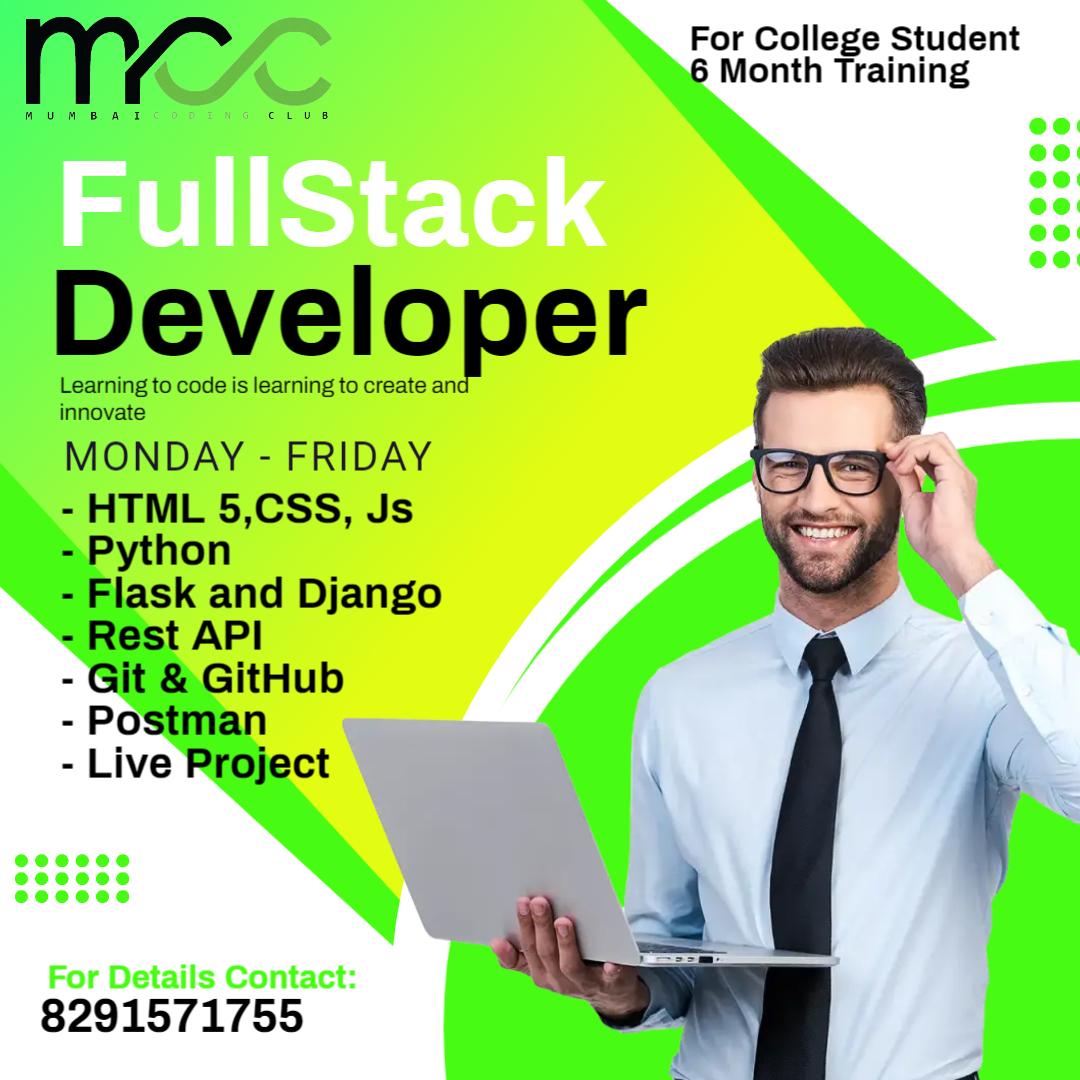 mcc
MUMBAI CODING CLUB
For College Student
6 Month Training
FullStack
Developer
Learning to code is learning to create and
innovate
MONDAY - FRIDAY
- HTML 5,CSS, Js
- Python
- Flask and Django
- Rest API
- Git & GitHub
- Postman
- Live Project
For Details Contact:
8291571755